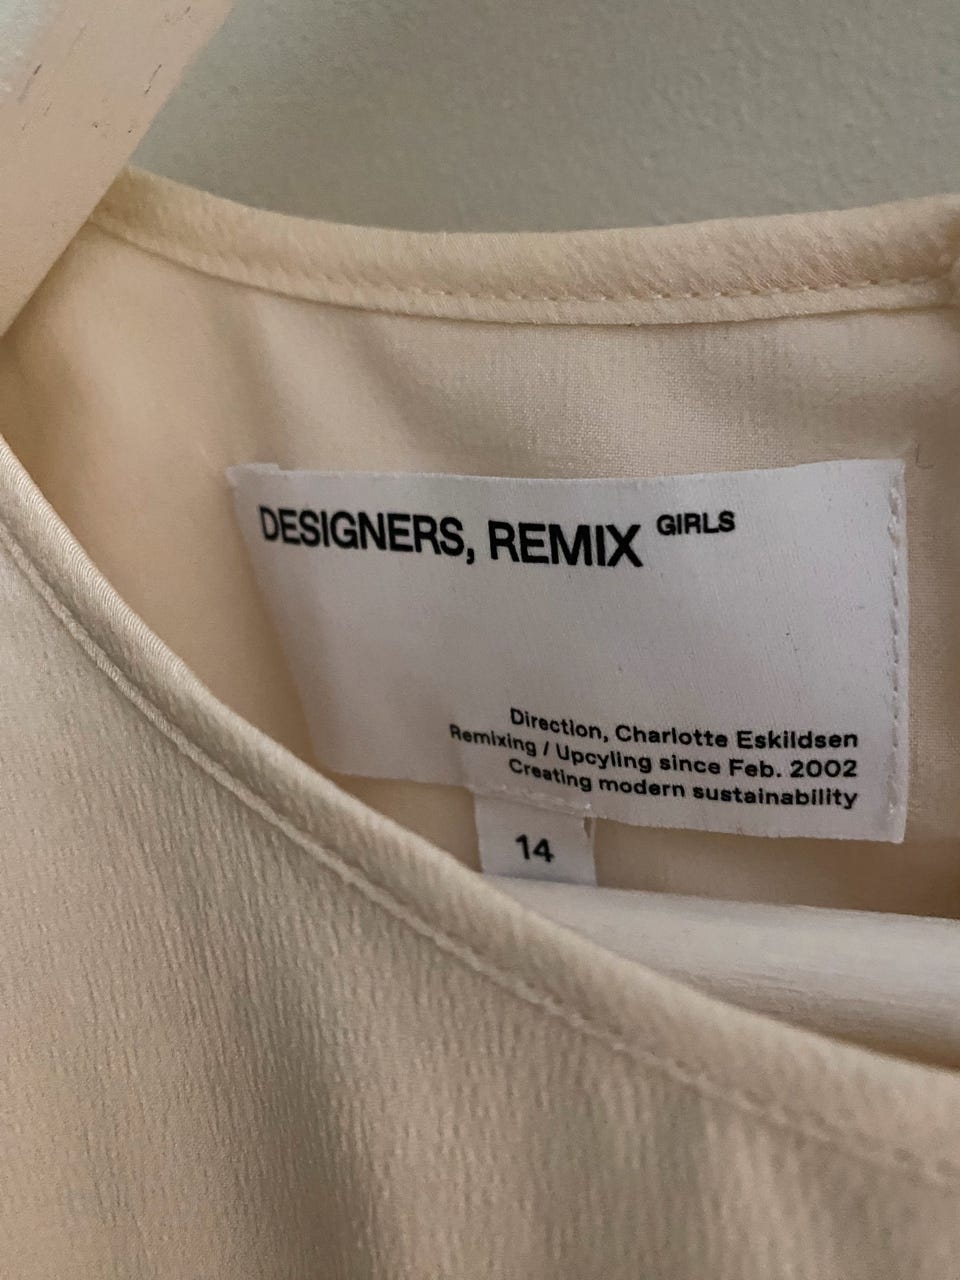 DESIGNERS, REMIX GIRLS
Direction, Charlotte Eskildsen
Remixing / Upcyling since Feb. 2002
Creating modern sustainability
14